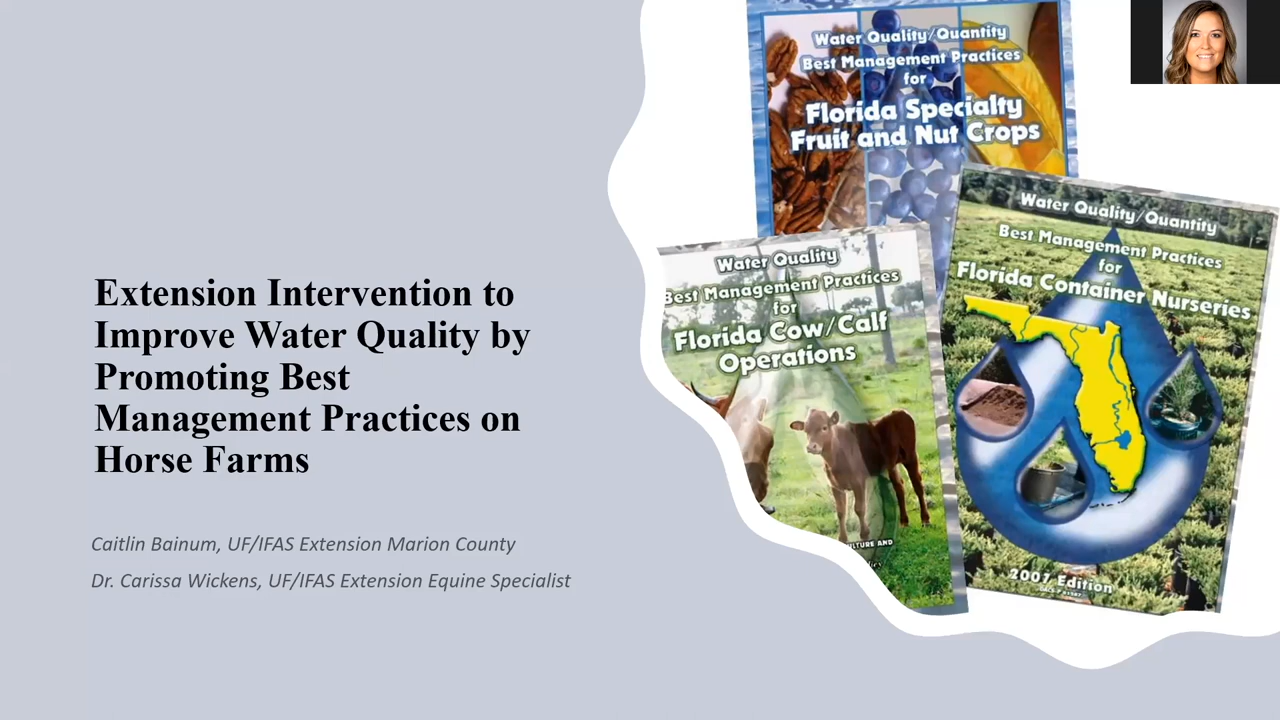 Extension Intervention to
Improve Water Quality by
Promoting Best
Management Practices on
Horse Farms
Caitlin Bainum, UF/IFAS Extension Marion County
Dr. Carissa Wickens, UF/IFAS Extension Equine Specialist
Water Quality/Quantity
Best Management Practices
for
Florida Specialty
Fruit and Nut Crops
Water Quality
Best Management Practices
for
Florida Cow/Calf
Operations
Water Quality/Quantity
Best Management Practices
for
Florida Container Nurseries
2007 Edition